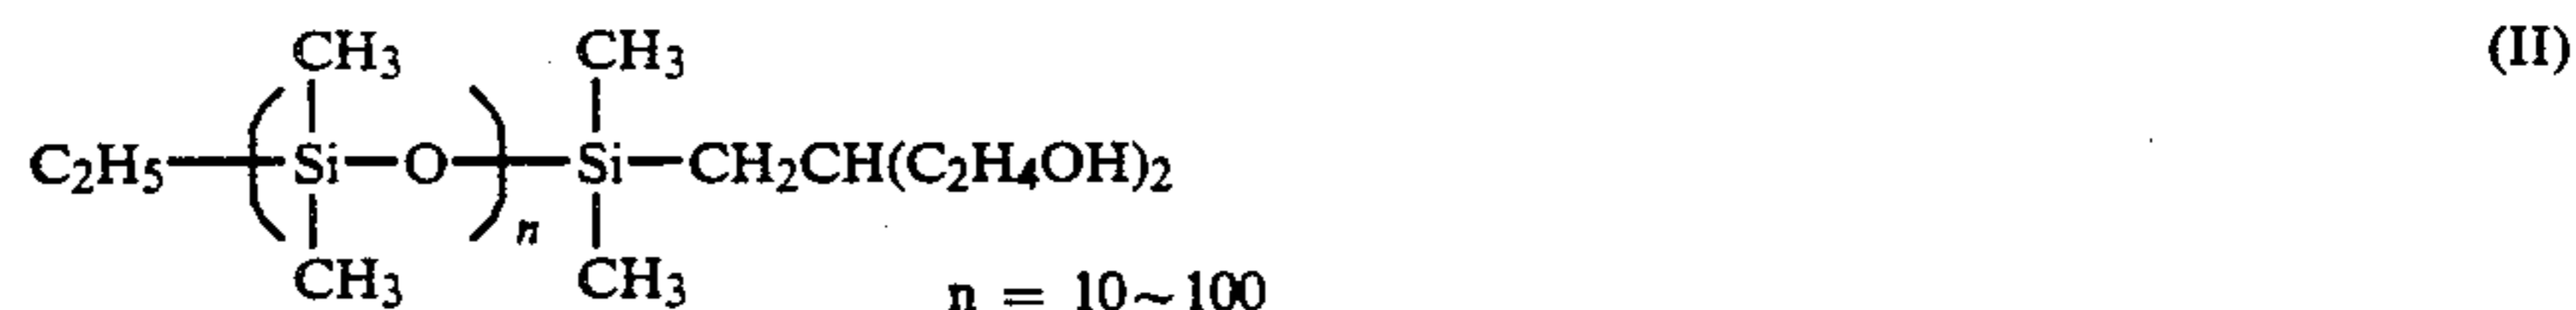 CH3 CH3 (II)
C2H5—(Si—O)n—Si—CH2CH(C2H4OH)2
CH3 CH3
n = 10~100